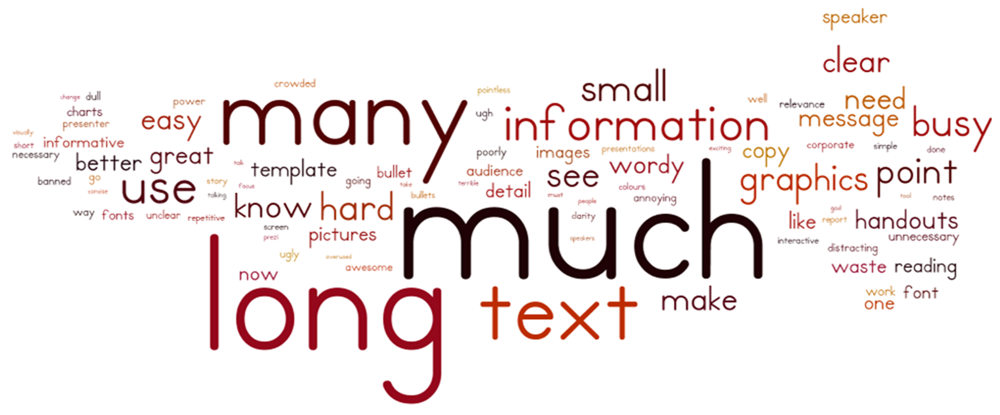 speaker
clear
crowded
many
small
pointless
change dull
power
well
relevance
need
charts
ugh
information
message
busy
presenter
easy
visually
short
informative
necessary
better
great
poorly
images
presentations
exciting
copy
corporate
simple
done
talk
template
bullet
audience
see
wordy
graphics
point
banned
go
use
story
focus
going
take
terrible
detail
colours
concise
talking
bullets
must
people
annoying
tool
notes
way
fonts
unclear
repetitive
know
hard
much
clarity
god
like
report
handouts
screen
prezi
pictures
speakers
interactive
unnecessary
distracting
ugly
overused
awesome
waste
reading
now
long
text
make
work
font
one